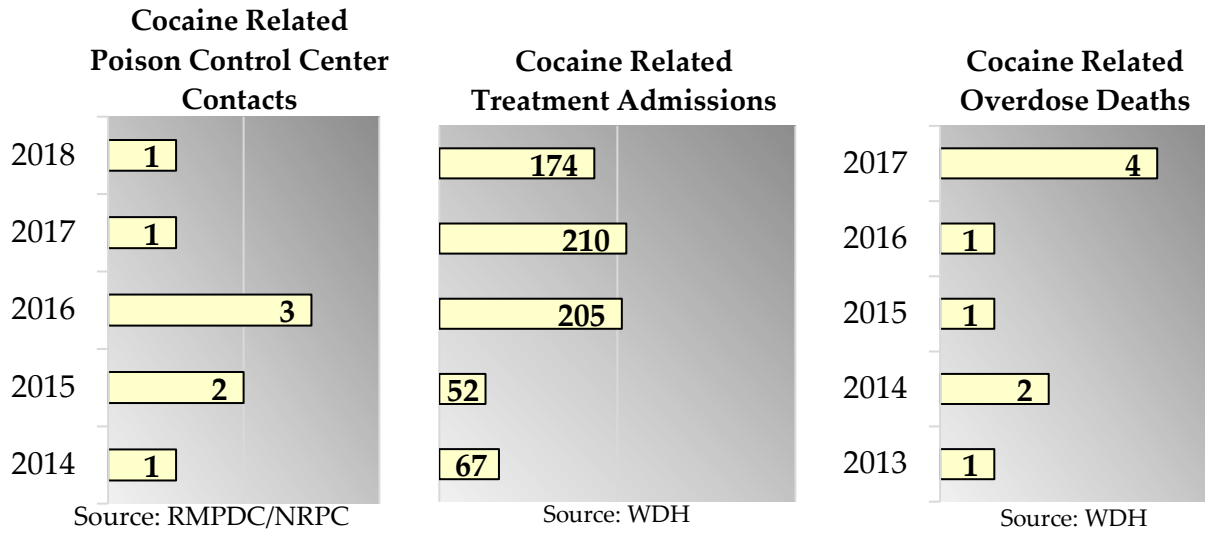 Cocaine Related
Poison Control Center
Contacts
2018
1
2017
1
2016
3
2015
2
2014
1
Source: RMPDC/NRPC
Cocaine Related
Treatment Admissions
174
210
205
52
67
Source: WDH
Cocaine Related
Overdose Deaths
2017
4
2016
1
2015
1
2014
2
2013
1
Source: WDH